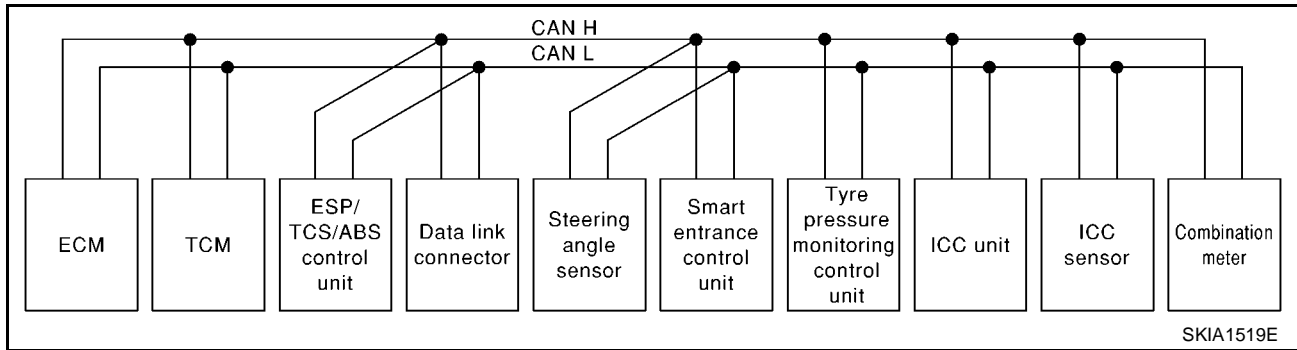 CAN H
CAN L
ECM
TCM
ESP/
TCS/ABS
control
unit
Data link
connector
Steering
angle
sensor
Smart
entrance
control
unit
Tyre
pressure
monitoring
control
unit
ICC unit
ICC
sensor
Combination
meter
SKIA1519E